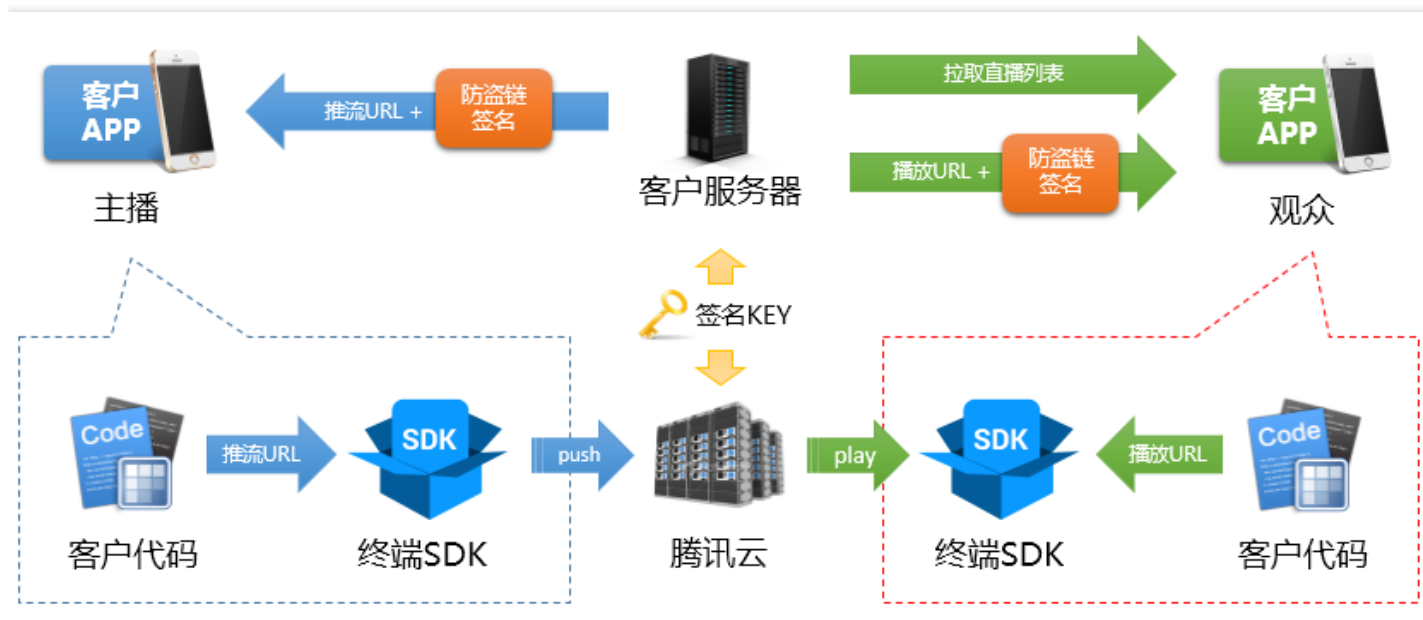 客户
APP
推流URL +
防盗链
签名
拉取直播列表
客户
APP
播放URL +
防盗链
签名
主播
客户服务器
观众
签名KEY
Code
推流URL
SDK
push
play
SDK
播放URL
Code
客户代码
终端SDK
腾讯云
终端SDK
客户代码